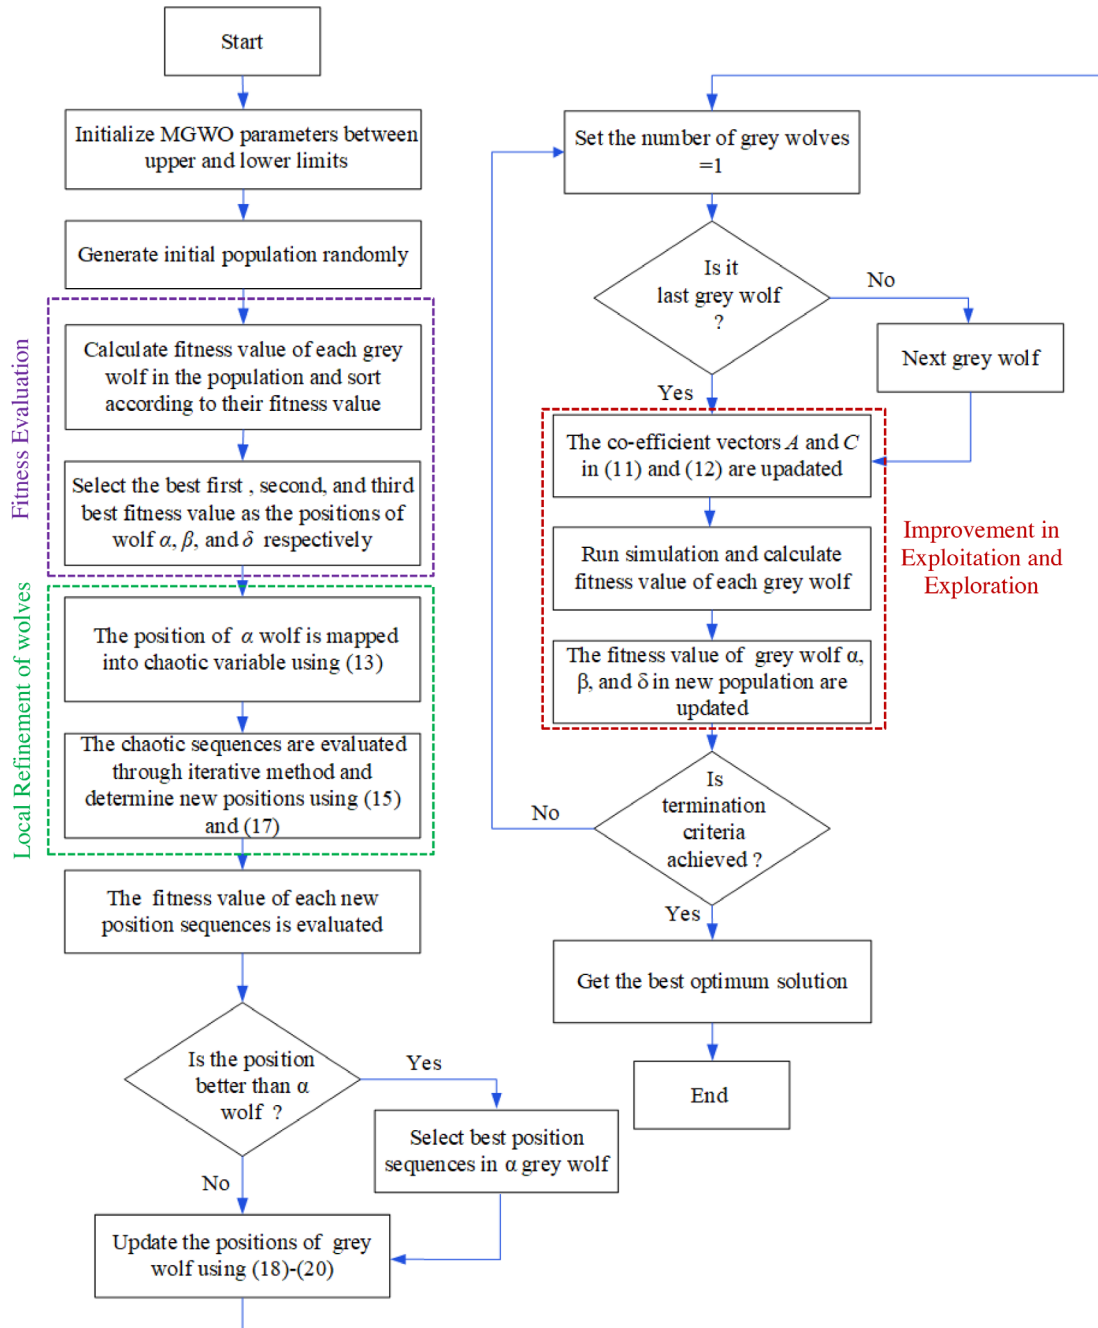 Start
Initialize MGWO parameters between
upper and lower limits
Generate initial population randomly
Fitness Evaluation
Calculate fitness value of each grey
wolf in the population and sort
according to their fitness value
Select the best first , second, and third
best fitness value as the positions of
wolf α, β, and δ respectively
Local Refinement of wolves
The position of α wolf is mapped
into chaotic variable using (13)
The chaotic sequences are evaluated
through iterative method and
determine new positions using (15)
and (17)
The fitness value of each new
position sequences is evaluated
Is the position
better than α
wolf ?
Yes
Select best position
sequences in α grey wolf
No
Update the positions of grey
wolf using (18)-(20)
Set the number of grey wolves
=1
Is it
last grey wolf
?
No
Next grey wolf
Yes
The co-efficient vectors A and C
in (11) and (12) are upadated
Run simulation and calculate
fitness value of each grey wolf
The fitness value of grey wolf α,
β, and δ in new population are
updated
Improvement in
Exploitation and
Exploration
Is
termination
criteria
achieved ?
No
Yes
Get the best optimum solution
End